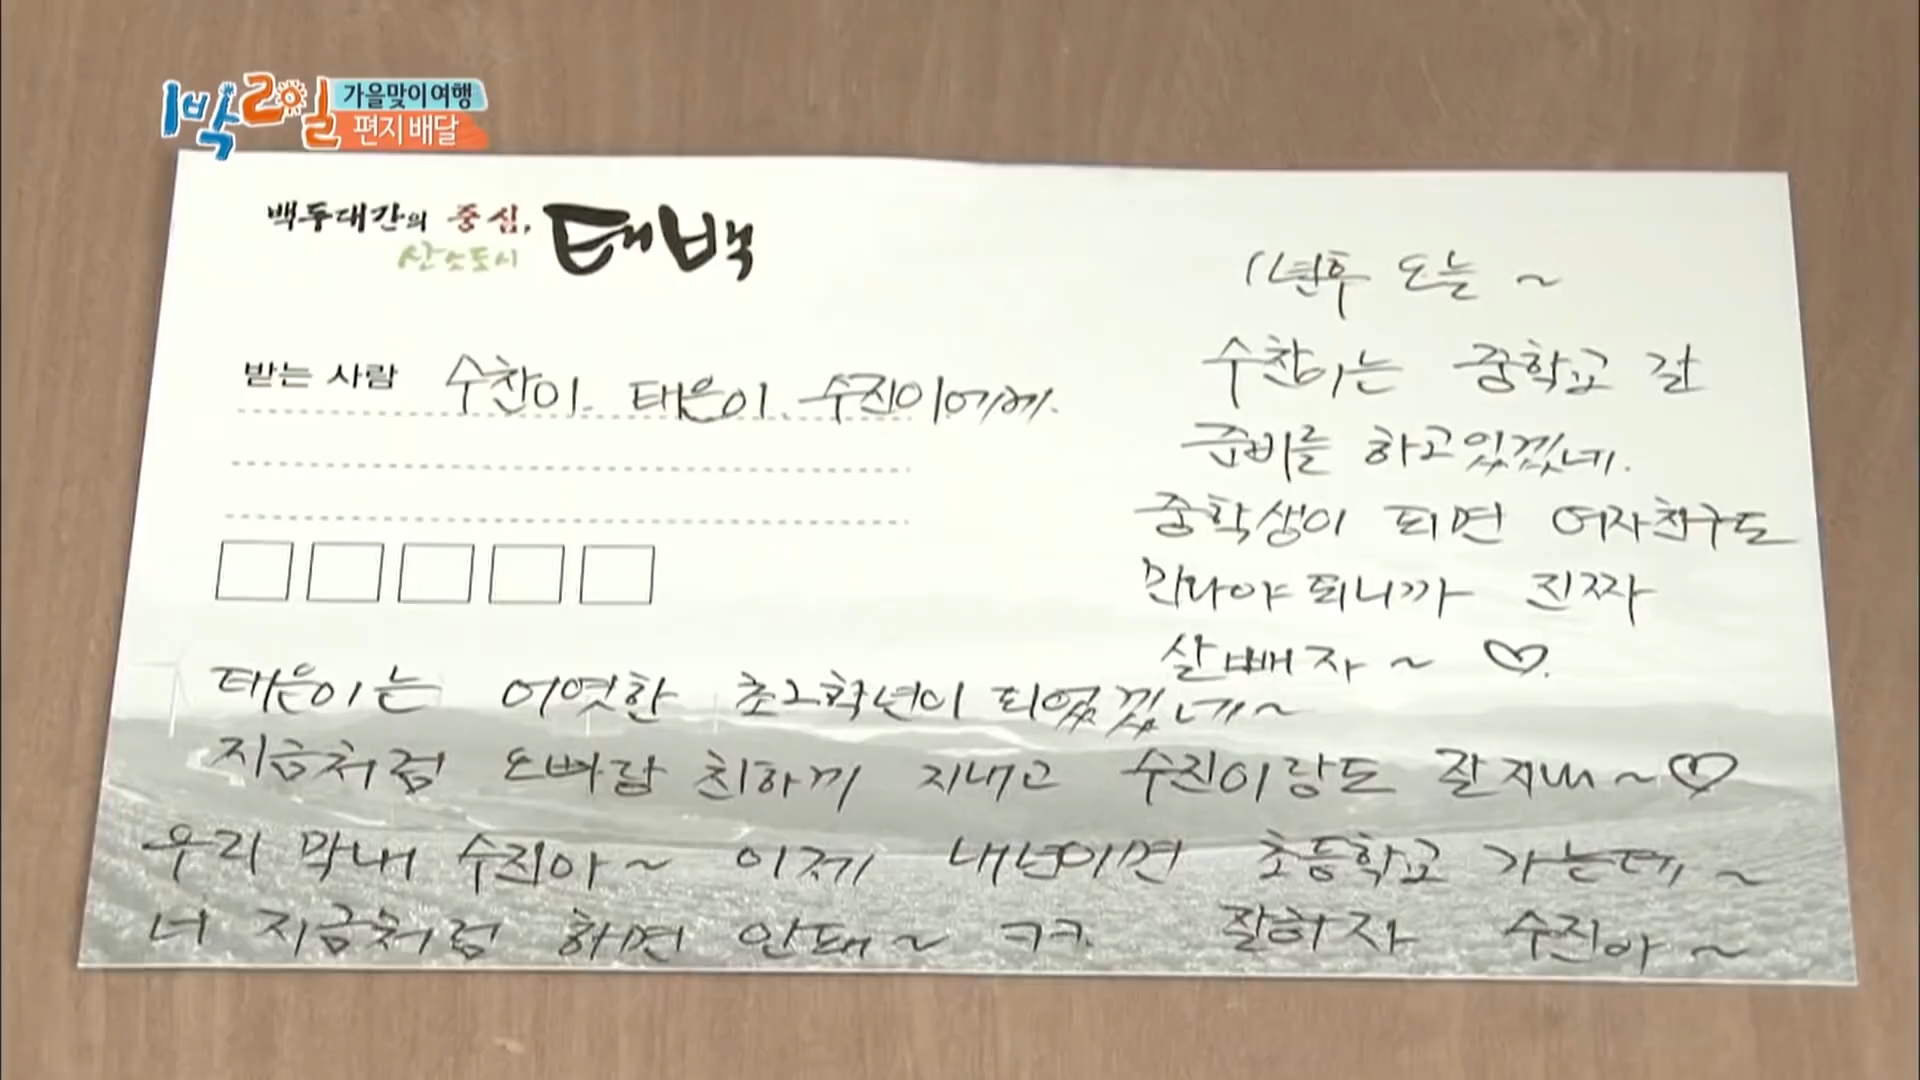 1박2일
가을맞이 여행
편지 배달
백두대간의 중심,
산소도시
태백
받는 사람 수찬이. 태은이. 수진이에게.
1년후 오늘 ~
수찬이는 중학교 갈
준비를 하고있겠네.
중학생이 되면 여자친구도
만나야 되니까 진짜
살빼자 ~ ♡.
태은이는 어엿한 초2학년이 되었겠네~
지금처럼 오빠랑 친하게 지내고 수진이랑도 잘지내~♡
우리 막내 수진아~ 이제 내년이면 초등학교 가는데~
너 지금처럼 하면 안돼~ ㅋㅋ. 잘하자 수진아~